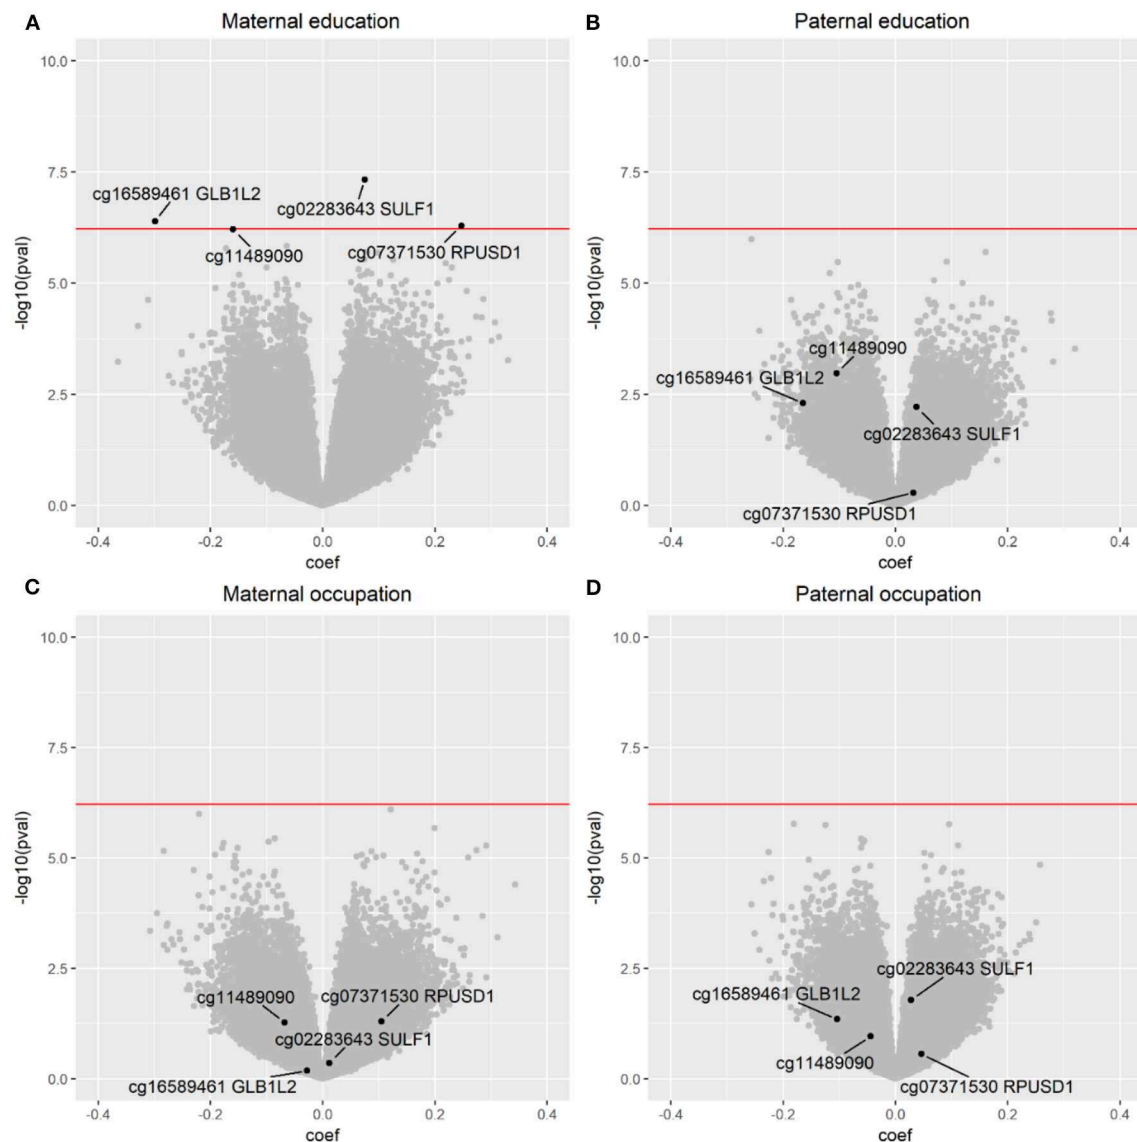 A
Maternal education
10.0
7.5
5.0
2.5
0.0
-log10(pval)
cg16589461 GLB1L2
cg02283643 SULF1
cg11489090
cg07371530 RPUSD1
-0.4
-0.2
0.0
0.2
0.4
coef
B
Paternal education
10.0
7.5
5.0
2.5
0.0
-log10(pval)
cg11489090
cg16589461 GLB1L2
cg02283643 SULF1
cg07371530 RPUSD1
-0.4
-0.2
0.0
0.2
0.4
coef
C
Maternal occupation
10.0
7.5
5.0
2.5
0.0
-log10(pval)
cg11489090
cg07371530 RPUSD1
cg02283643 SULF1
cg16589461 GLB1L2
-0.4
-0.2
0.0
0.2
0.4
coef
D
Paternal occupation
10.0
7.5
5.0
2.5
0.0
-log10(pval)
cg02283643 SULF1
cg16589461 GLB1L2
cg11489090
cg07371530 RPUSD1
-0.4
-0.2
0.0
0.2
0.4
coef